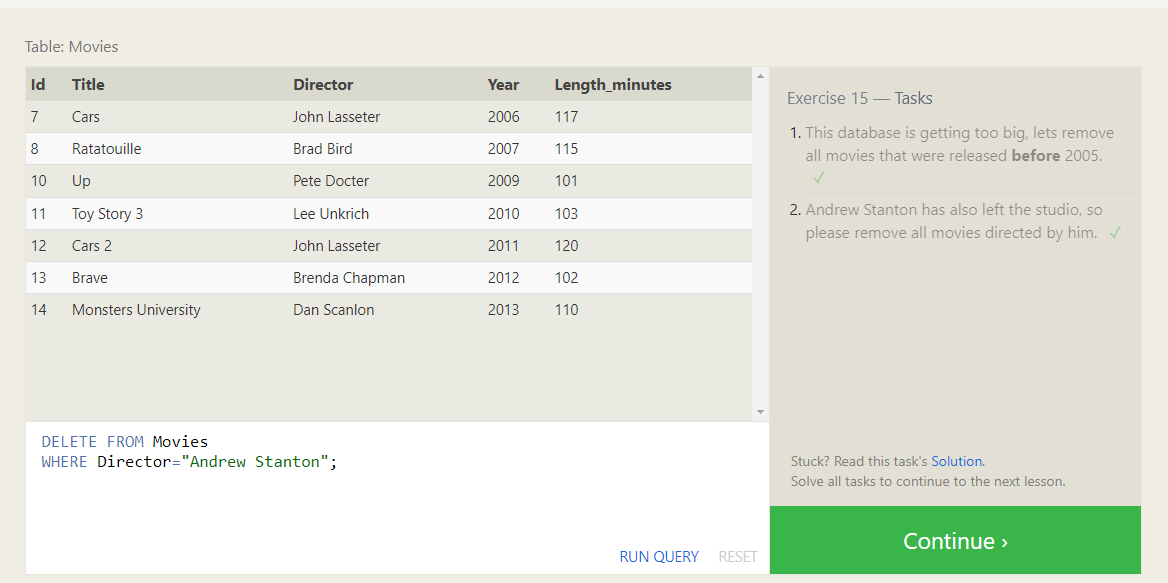 Table: Movies
Id Title Director Year Length_minutes
7 Cars John Lasseter 2006 117
8 Ratatouille Brad Bird 2007 115
10 Up Pete Docter 2009 101
11 Toy Story 3 Lee Unkrich 2010 103
12 Cars 2 John Lasseter 2011 120
13 Brave Brenda Chapman 2012 102
14 Monsters University Dan Scanlon 2013 110
DELETE FROM Movies
WHERE Director="Andrew Stanton";
RUN QUERY RESET
Exercise 15 — Tasks
1. This database is getting too big, lets remove
all movies that were released before 2005.
✓
2. Andrew Stanton has also left the studio, so
please remove all movies directed by him. ✓
Stuck? Read this task's Solution.
Solve all tasks to continue to the next lesson.
Continue ›